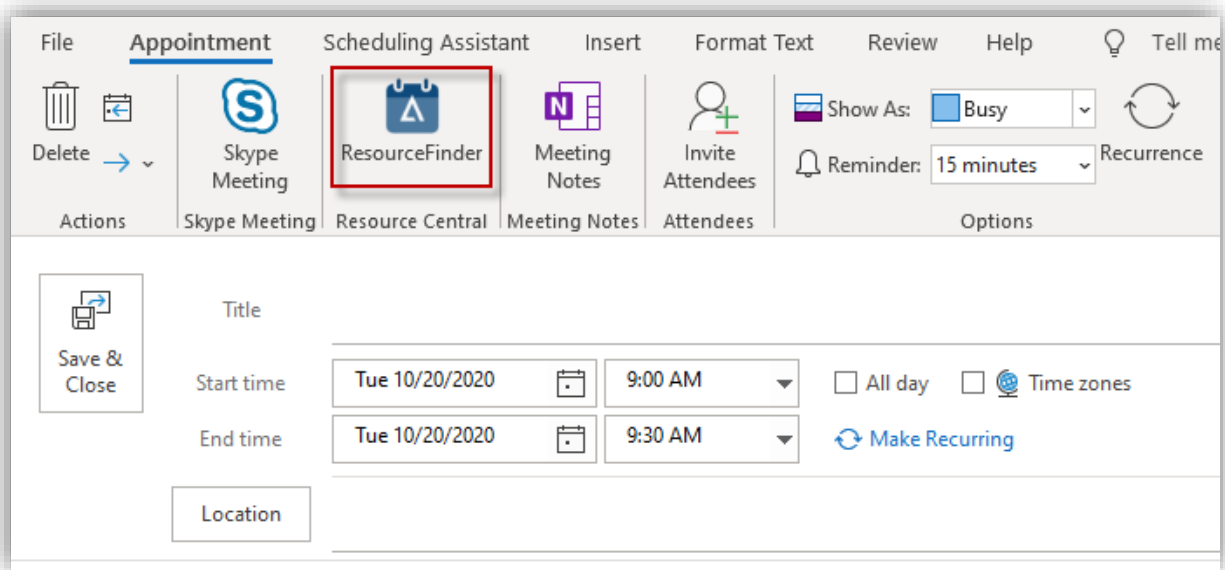 File Appointment Scheduling Assistant Insert Format Text Review Help Tell me
Delete
Skype
Meeting
ResourceFinder
Meeting
Notes
Invite
Attendees
Show As: Busy
Reminder: 15 minutes
Recurrence
Actions Skype Meeting Resource Central Meeting Notes Attendees Options
Save &
Close
Title
Start time Tue 10/20/2020 9:00 AM All day Time zones
End time Tue 10/20/2020 9:30 AM Make Recurring
Location